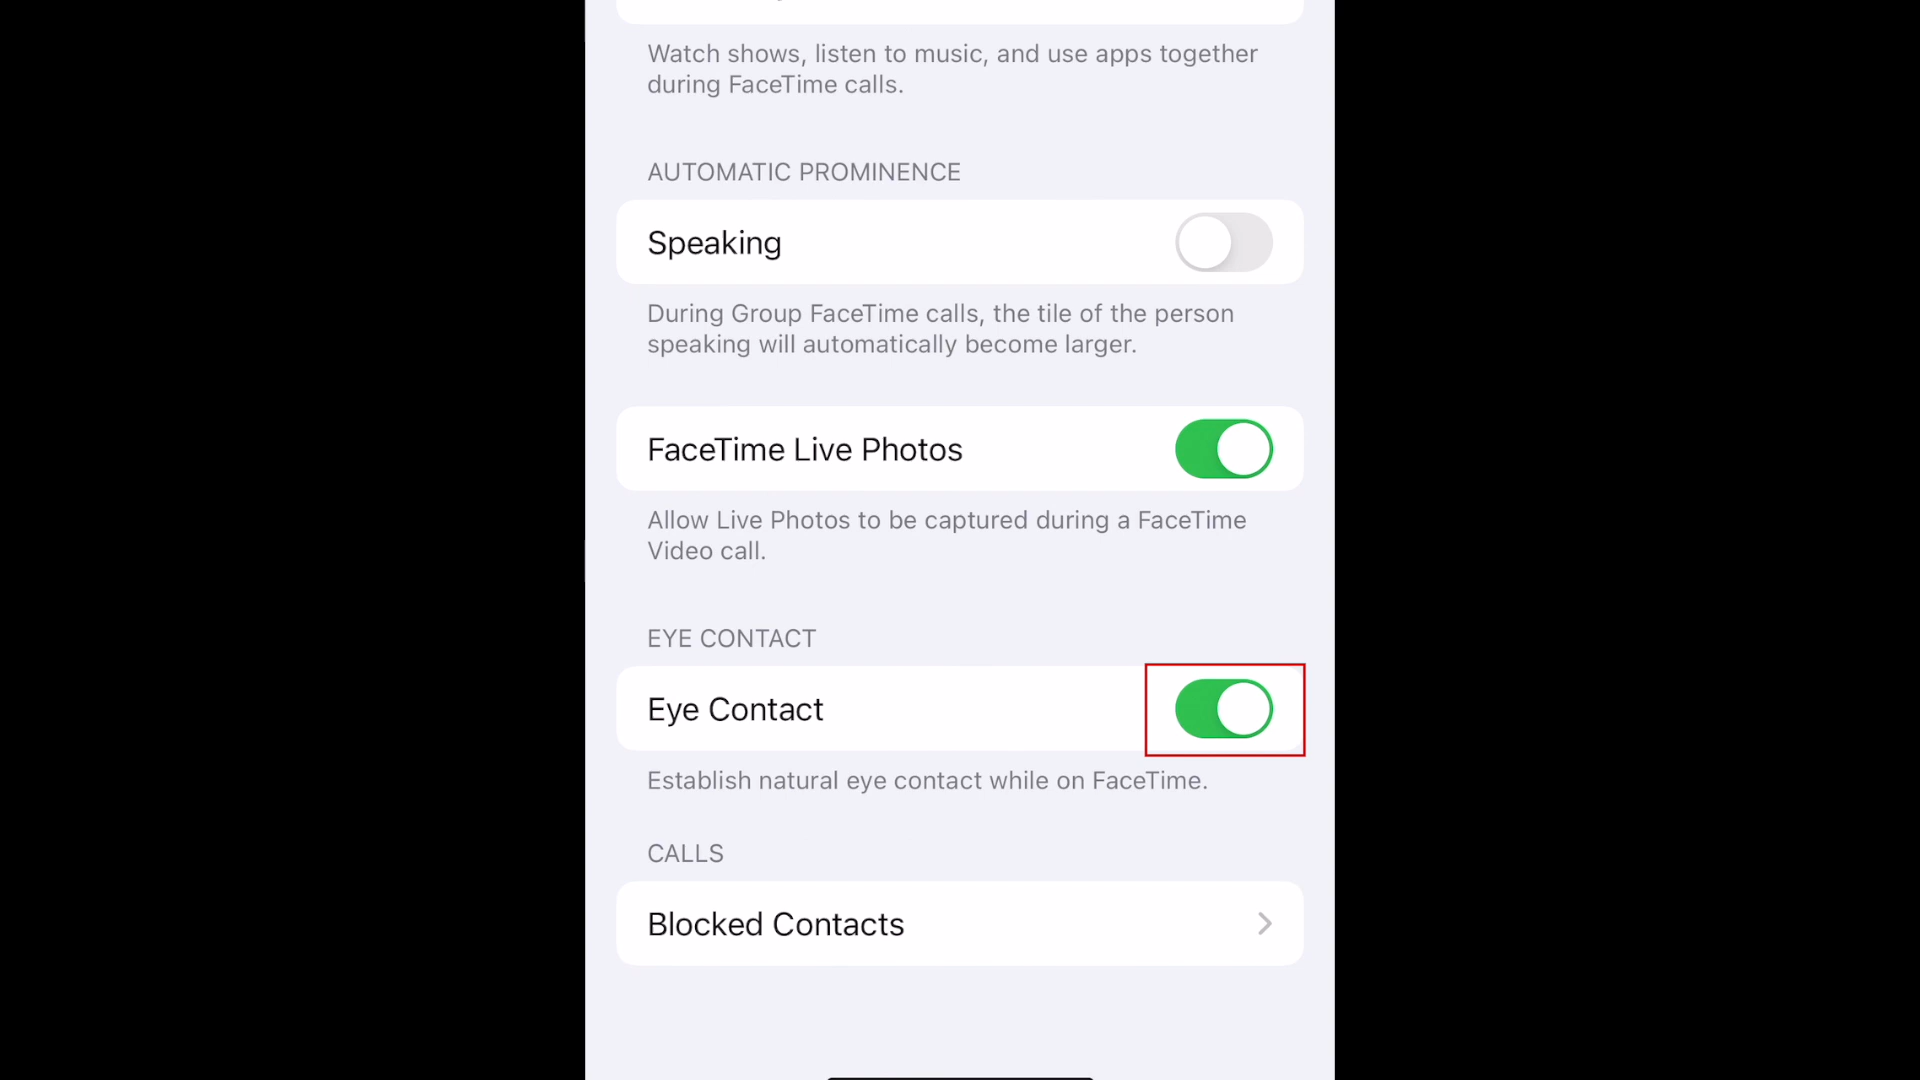 Watch shows, listen to music, and use apps together
during FaceTime calls.
AUTOMATIC PROMINENCE
Speaking
During Group FaceTime calls, the tile of the person
speaking will automatically become larger.
FaceTime Live Photos
Allow Live Photos to be captured during a FaceTime
Video call.
EYE CONTACT
Eye Contact
Establish natural eye contact while on FaceTime.
CALLS
Blocked Contacts